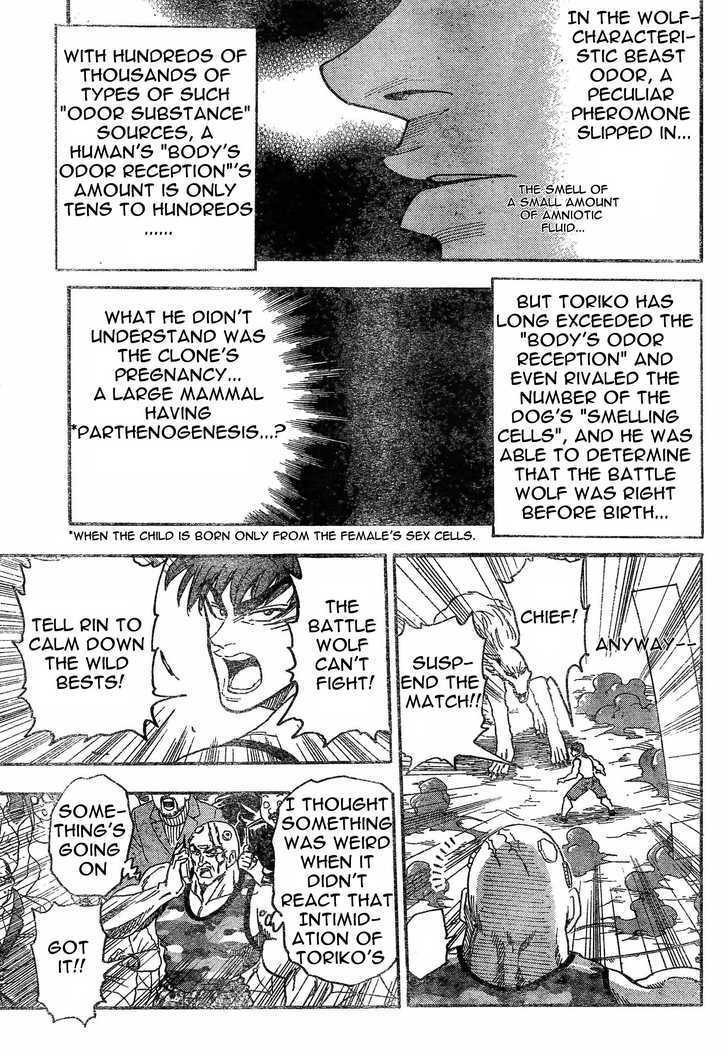 IN THE WOLF-
CHARACTERI-
STIC BEAST
ODOR, A
PECULIAR
PHEROMONE
SLIPPED IN...
THE SMELL OF
A SMALL AMOUNT
OF AMNIOTIC
FLUID...
WITH HUNDREDS OF
THOUSANDS OF
TYPES OF SUCH
"ODOR SUBSTANCE"
SOURCES, A
HUMAN'S "BODY'S
ODOR RECEPTION"'S
AMOUNT IS ONLY
TENS TO HUNDREDS
......
BUT TORIKO HAS
LONG EXCEEDED THE
"BODY'S ODOR
RECEPTION" AND
EVEN RIVALED THE
NUMBER OF THE
DOG'S "SMELLING
CELLS", AND HE WAS
ABLE TO DETERMINE
THAT THE BATTLE
WOLF WAS RIGHT
BEFORE BIRTH...
WHAT HE DIDN'T
UNDERSTAND WAS
THE CLONE'S
PREGNANCY...
A LARGE MAMMAL
HAVING
*PARTHENOGENESIS...?
*WHEN THE CHILD IS BORN ONLY FROM THE FEMALE'S SEX CELLS.
ANYWAY--
CHIEF!
SUSP-
END THE
MATCH!!
THE
BATTLE
WOLF
CAN'T
FIGHT!
TELL RIN TO
CALM DOWN
THE WILD
BESTS!
I THOUGHT
SOMETHING
WAS WEIRD
WHEN IT
DIDN'T
REACT THAT
INTIMID-
ATION OF
TORIKO'S
SOME-
THING'S
GOING
ON
GOT
IT!!